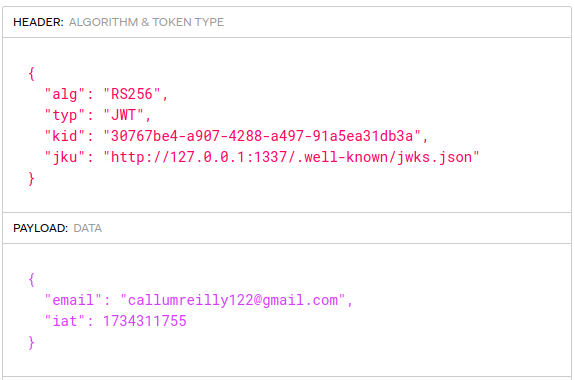 HEADER: ALGORITHM & TOKEN TYPE
{
"alg": "RS256",
"typ": "JWT",
"kid": "30767be4-a907-4288-a497-91a5ea31db3a",
"jku": "http://127.0.0.1:1337/.well-known/jwks.json"
}
PAYLOAD: DATA
{
"email": "callumreilly122@gmail.com",
"iat": 1734311755
}